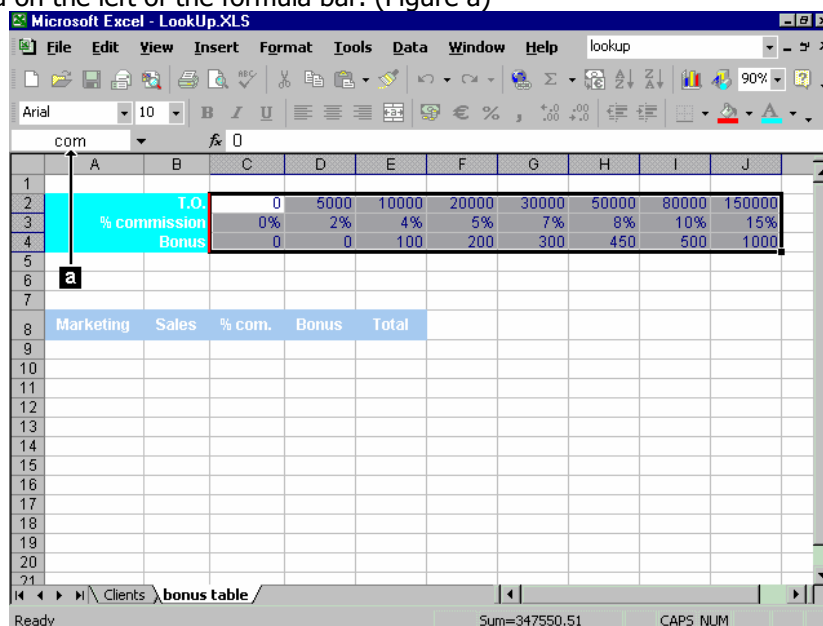 on the left of the formula bar. (Figure a)
Microsoft Excel - LookUp.XLS
File Edit View Insert Format Tools Data Window Help lookup
90%
Arial 10 B I U € % ,
com fx 0
A B C D E F G H I J
1
2 T.O. 0 5000 10000 20000 30000 50000 80000 150000
3 % commission 0% 2% 4% 5% 7% 8% 10% 15%
4 Bonus 0 0 100 200 300 450 500 1000
5
6 a
7
8 Marketing Sales % com. Bonus Total
9
10
11
12
13
14
15
16
17
18
19
20
21
Clients bonus table
Ready Sum=347550.51 CAPS NUM